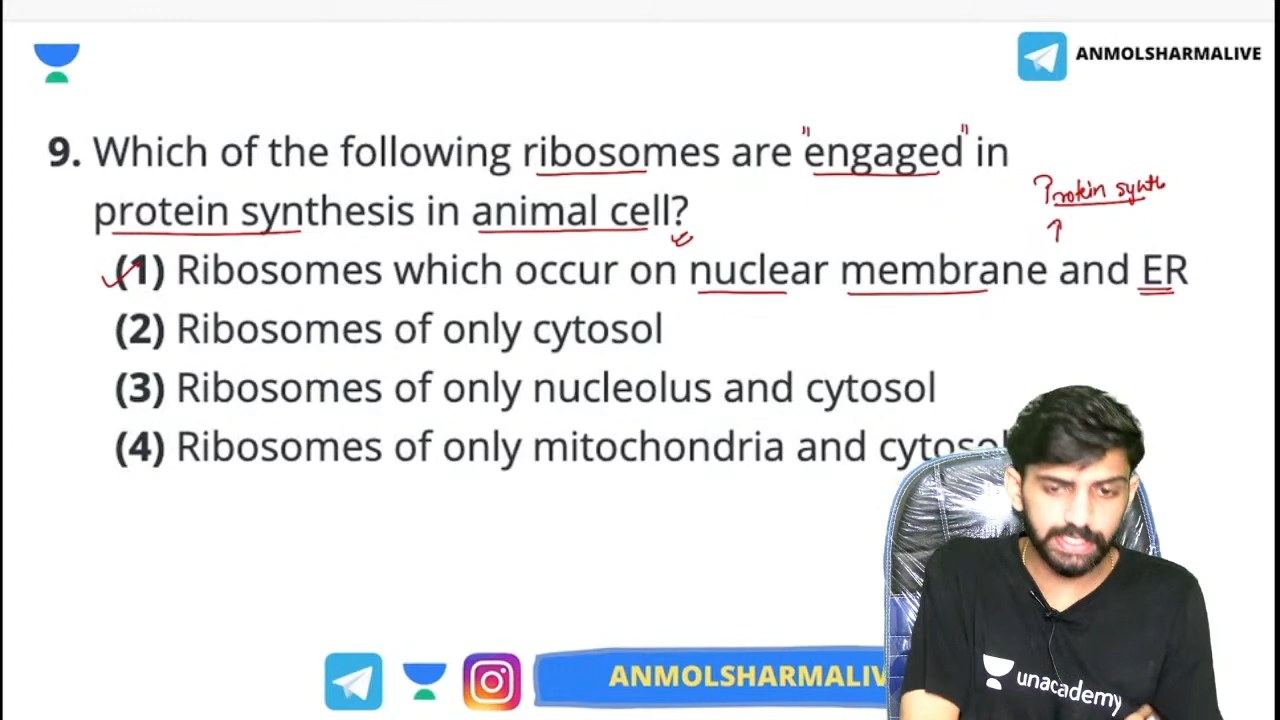 ANMOLSHARMALIVE
9. Which of the following ribosomes are "engaged" in
protein synthesis in animal cell?
Protein synth
(1) Ribosomes which occur on nuclear membrane and ER
(2) Ribosomes of only cytosol
(3) Ribosomes of only nucleolus and cytosol
(4) Ribosomes of only mitochondria and cytosol
unacademy
ANMOLSHARMALIV